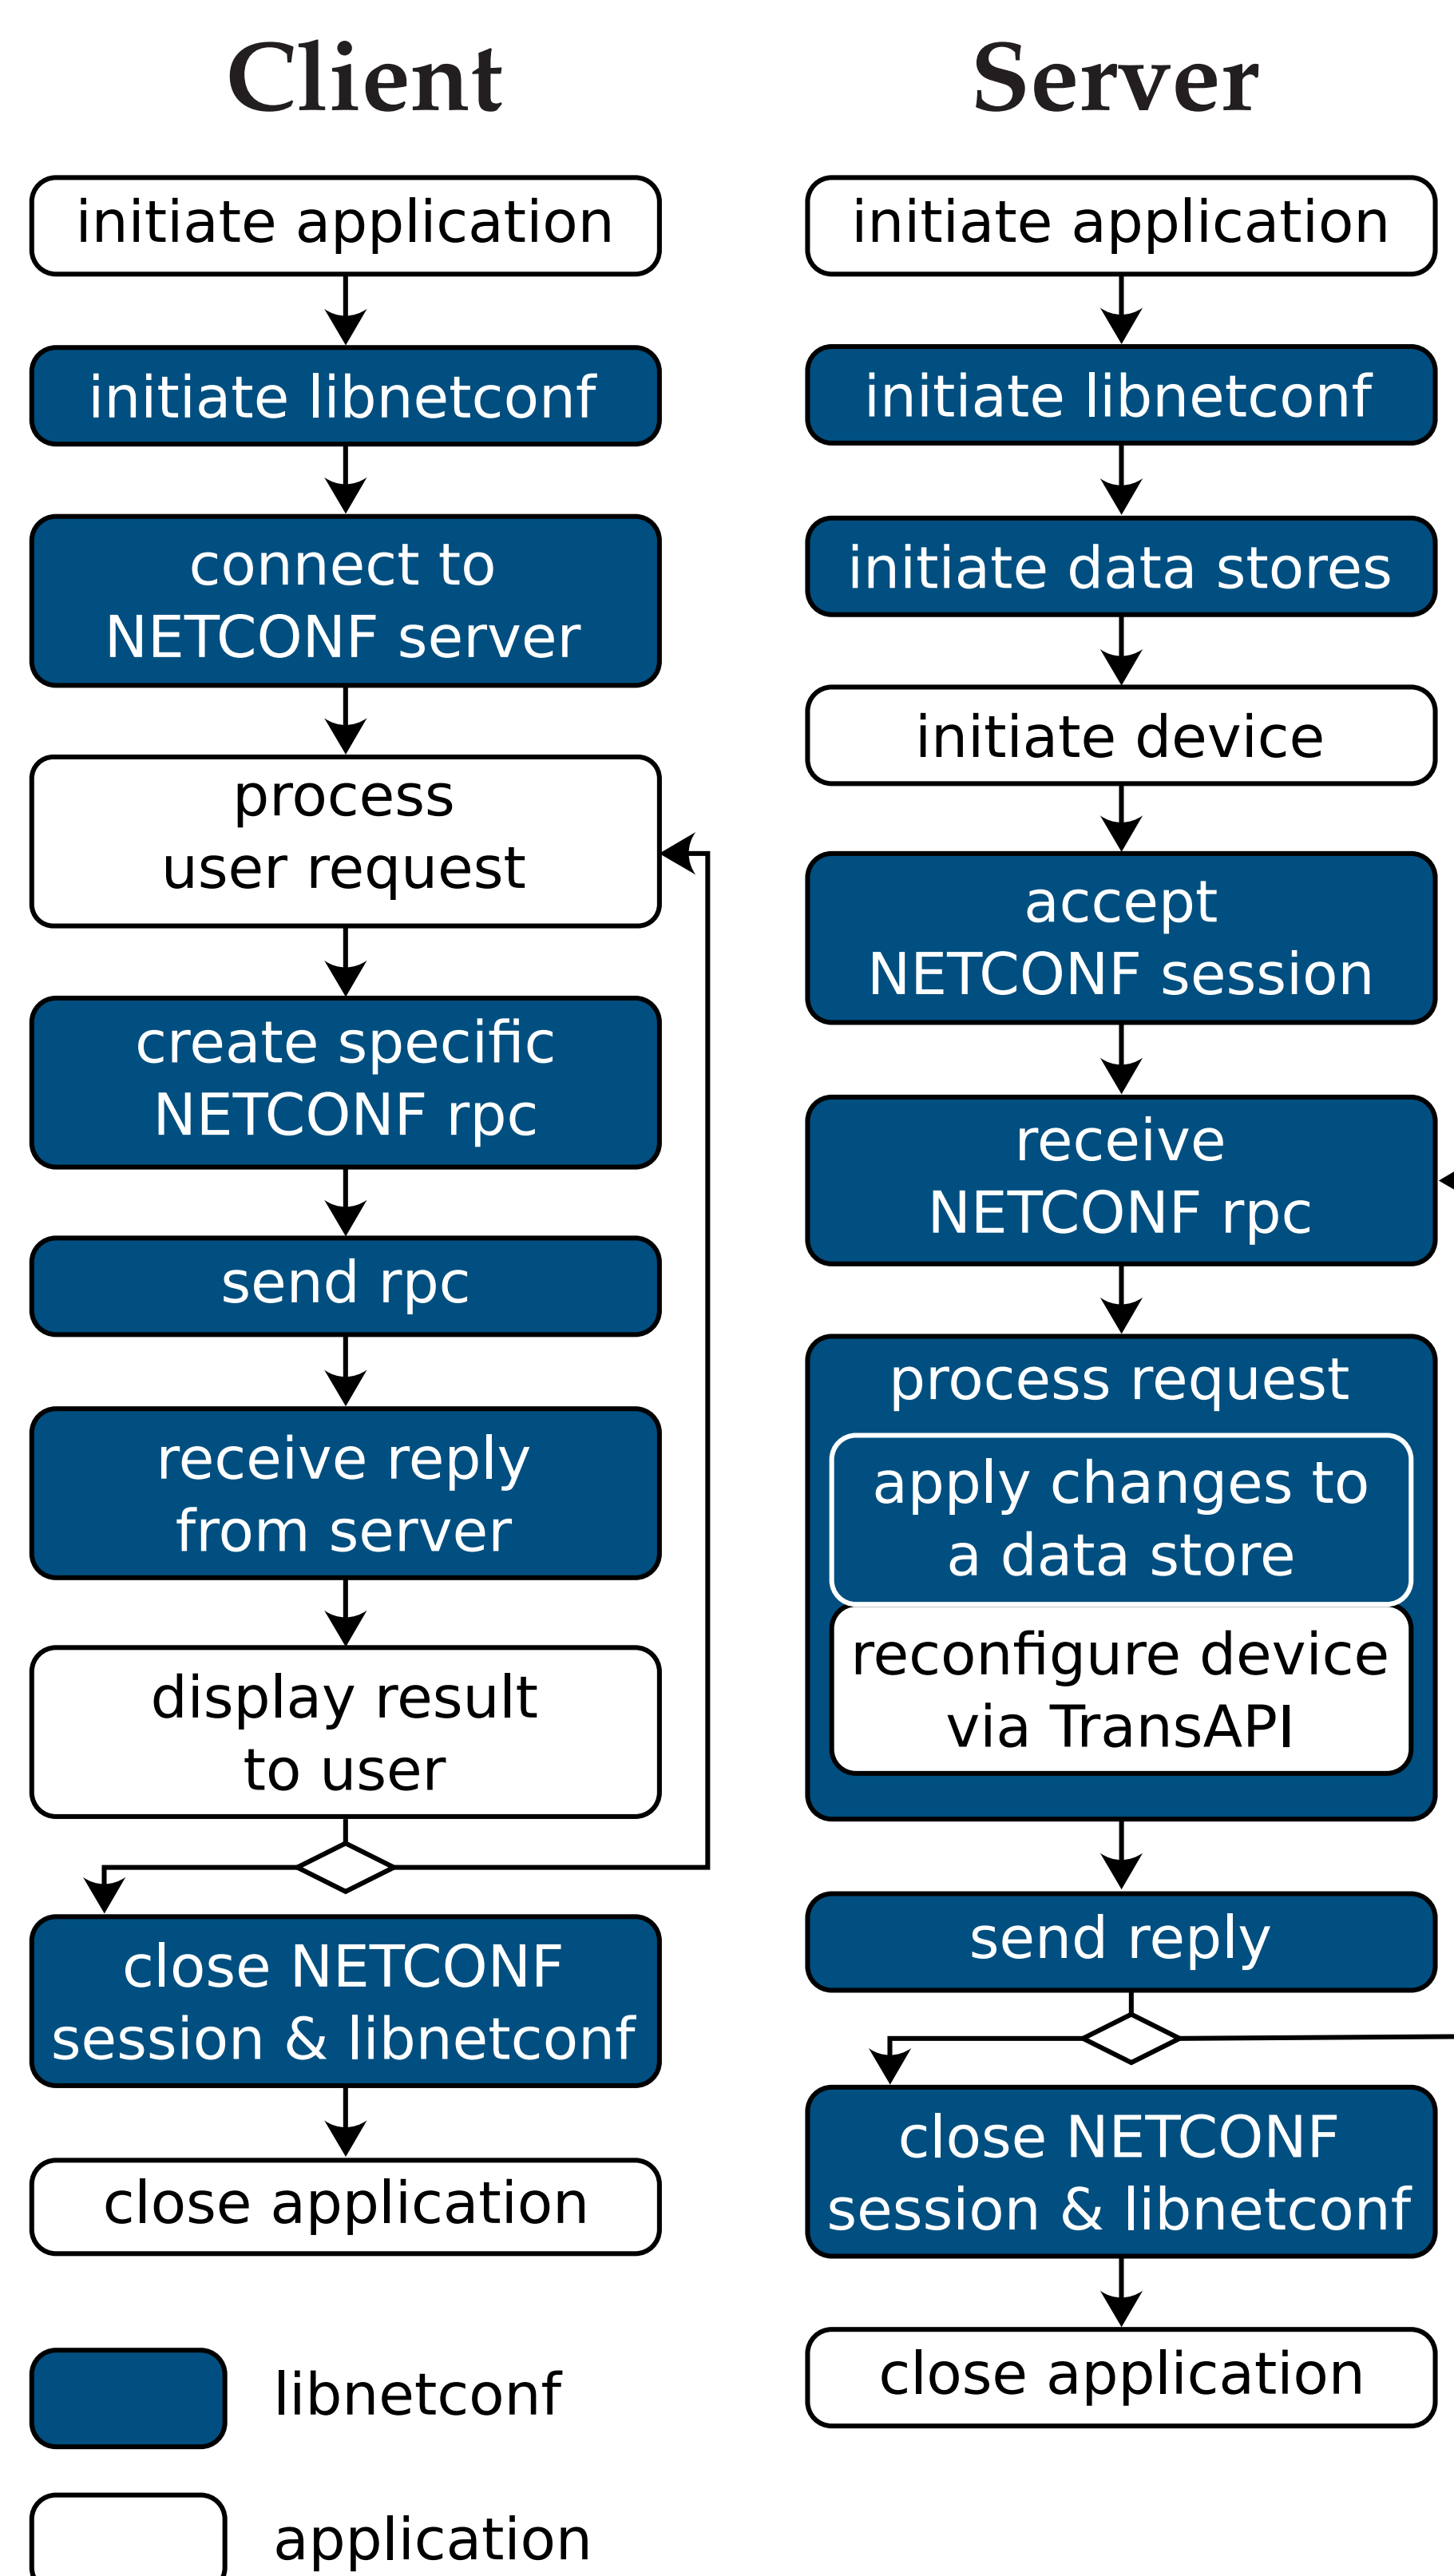 Client
initiate application
initiate libnetconf
connect to
NETCONF server
process
user request
create specific
NETCONF rpc
send rpc
receive reply
from server
display result
to user
close NETCONF
session & libnetconf
close application
libnetconf
application
Server
initiate application
initiate libnetconf
initiate data stores
initiate device
accept
NETCONF session
receive
NETCONF rpc
process request
apply changes to
a data store
reconfigure device
via TransAPI
send reply
close NETCONF
session & libnetconf
close application